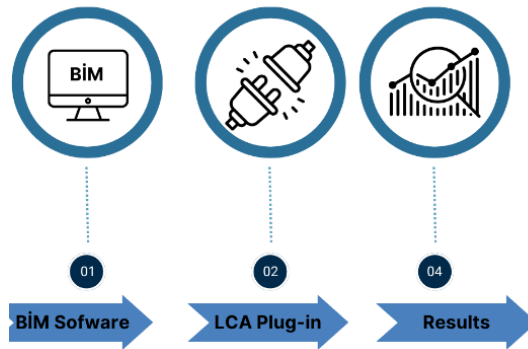 BİM
01
02
04
BİM Sofware
LCA Plug-in
Results